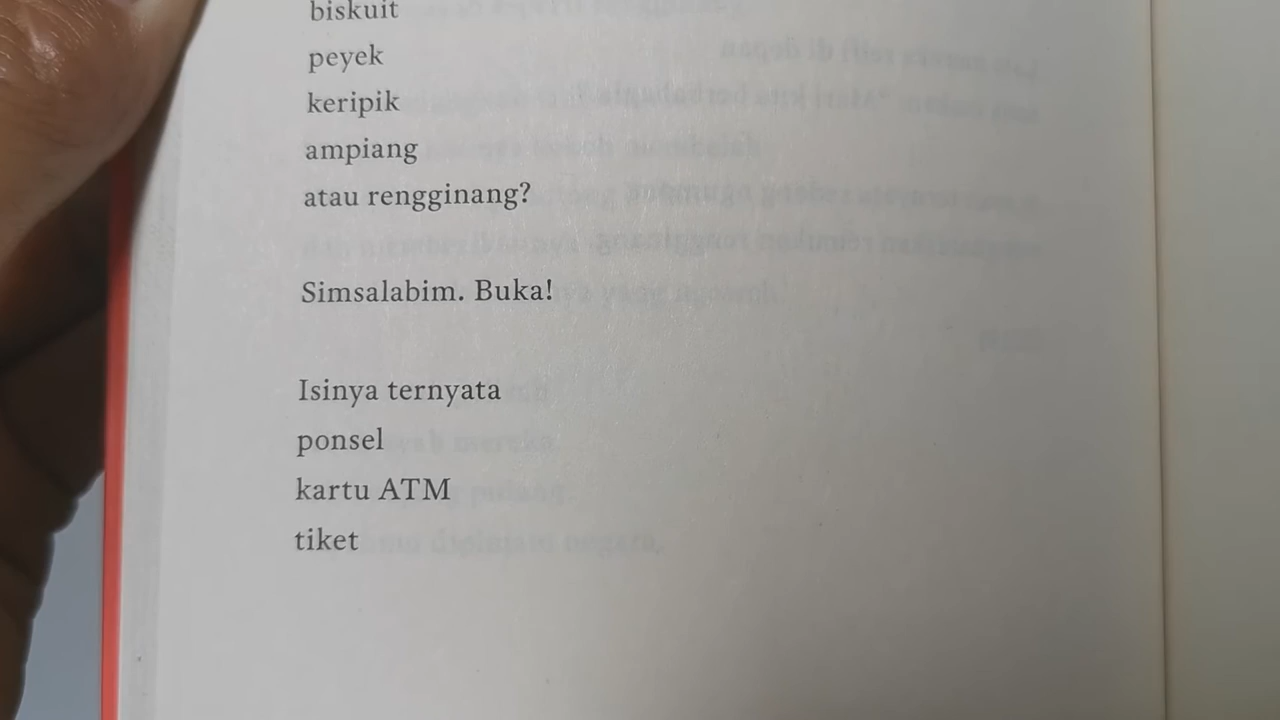 biskuit
peyek
keripik
ampiang
atau rengginang?
Simsalabim. Buka!
Isinya ternyata
ponsel
kartu ATM
tiket